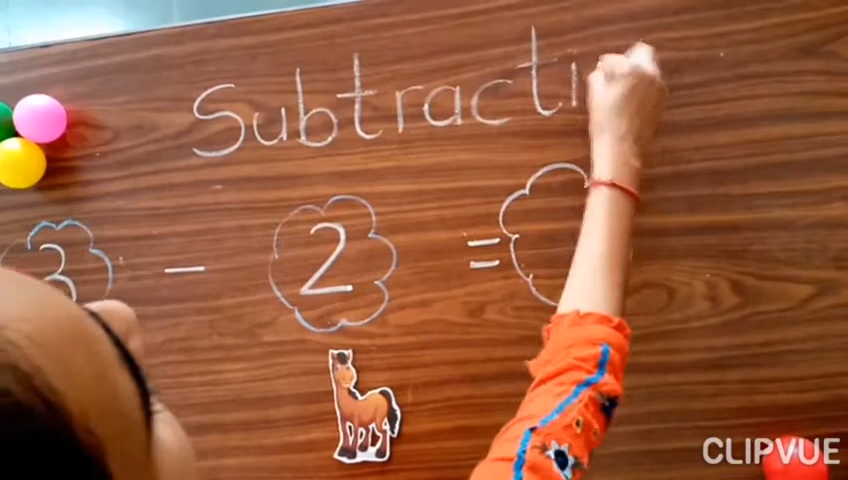 Subtracti
3 - 2 =
CLIPVUE